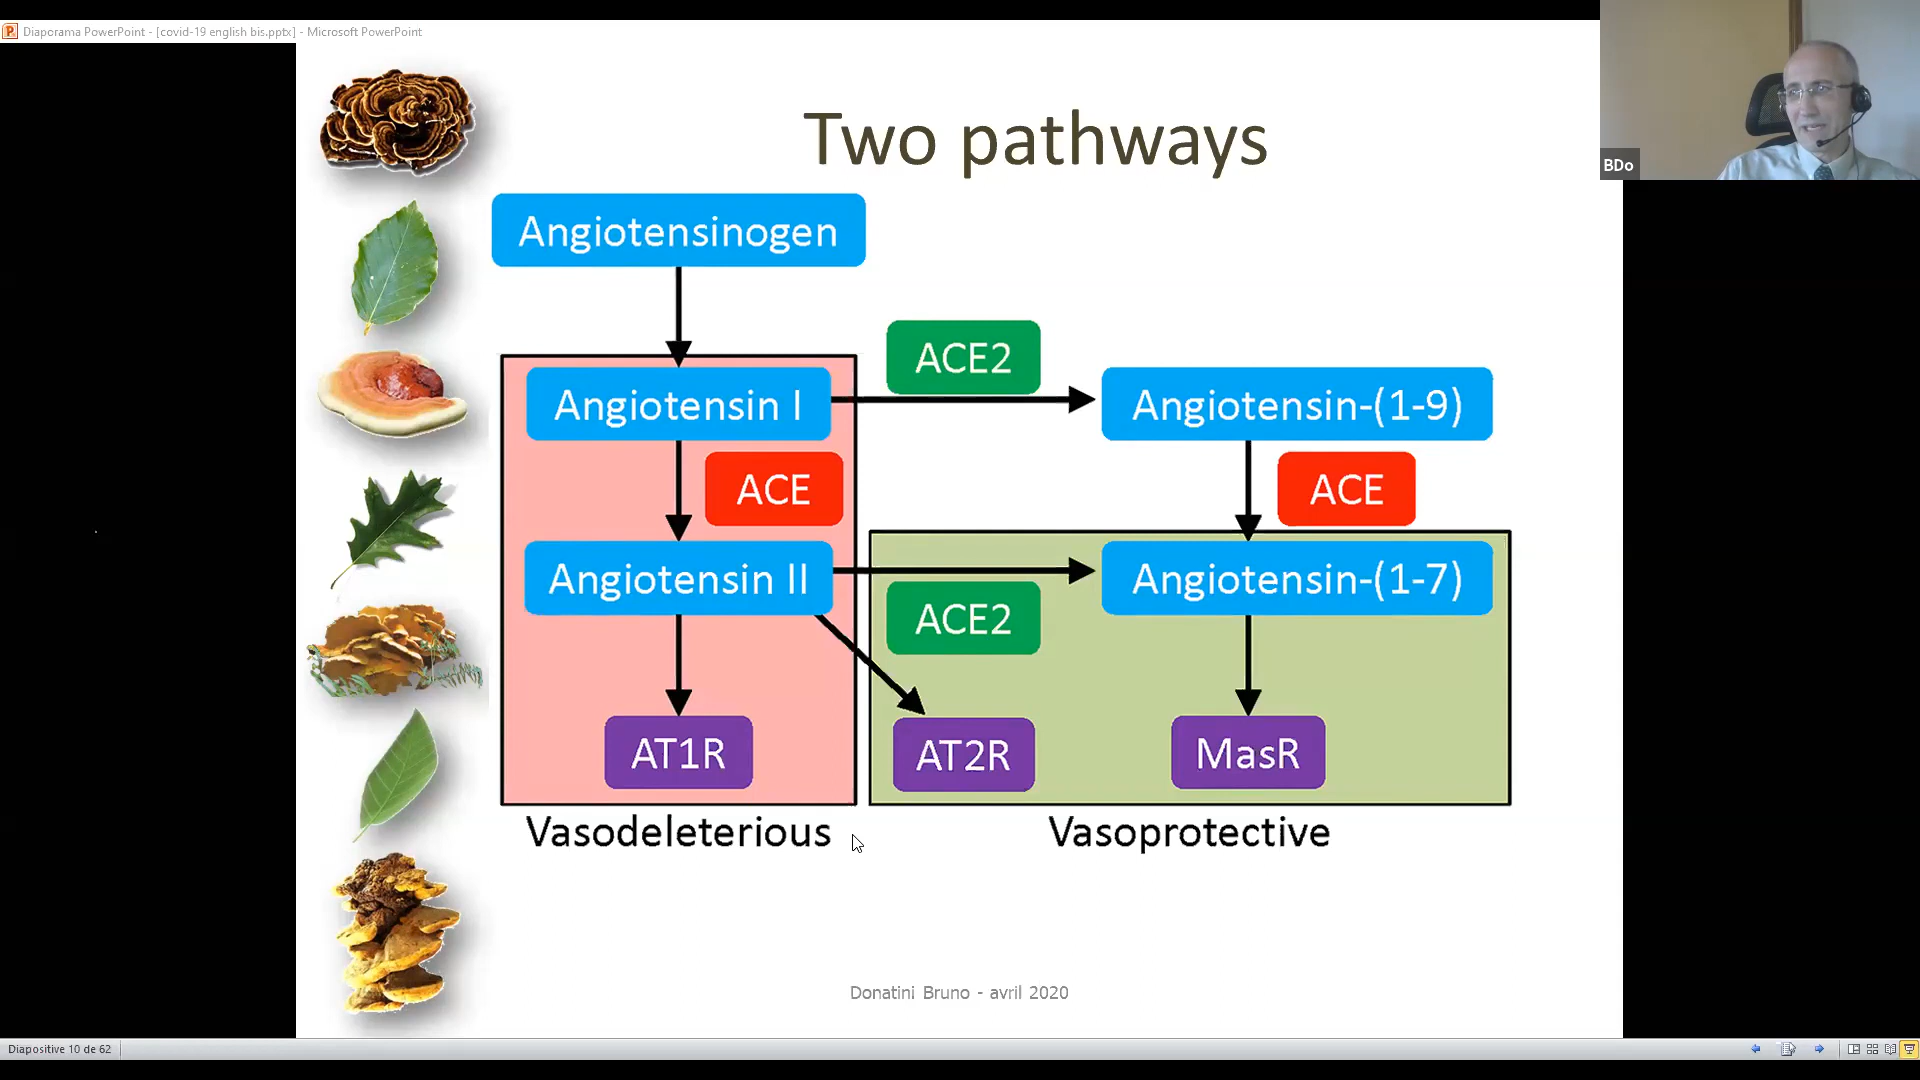 Diaporama PowerPoint - [covid-19 english bis.pptx] - Microsoft PowerPoint
BDo
Two pathways
Angiotensinogen
ACE2
Angiotensin I
Angiotensin-(1-9)
ACE
ACE
Angiotensin II
Angiotensin-(1-7)
ACE2
AT1R
AT2R
MasR
Vasodeleterious
Vasoprotective
Donatini Bruno - avril 2020
Diapositive 10 de 62